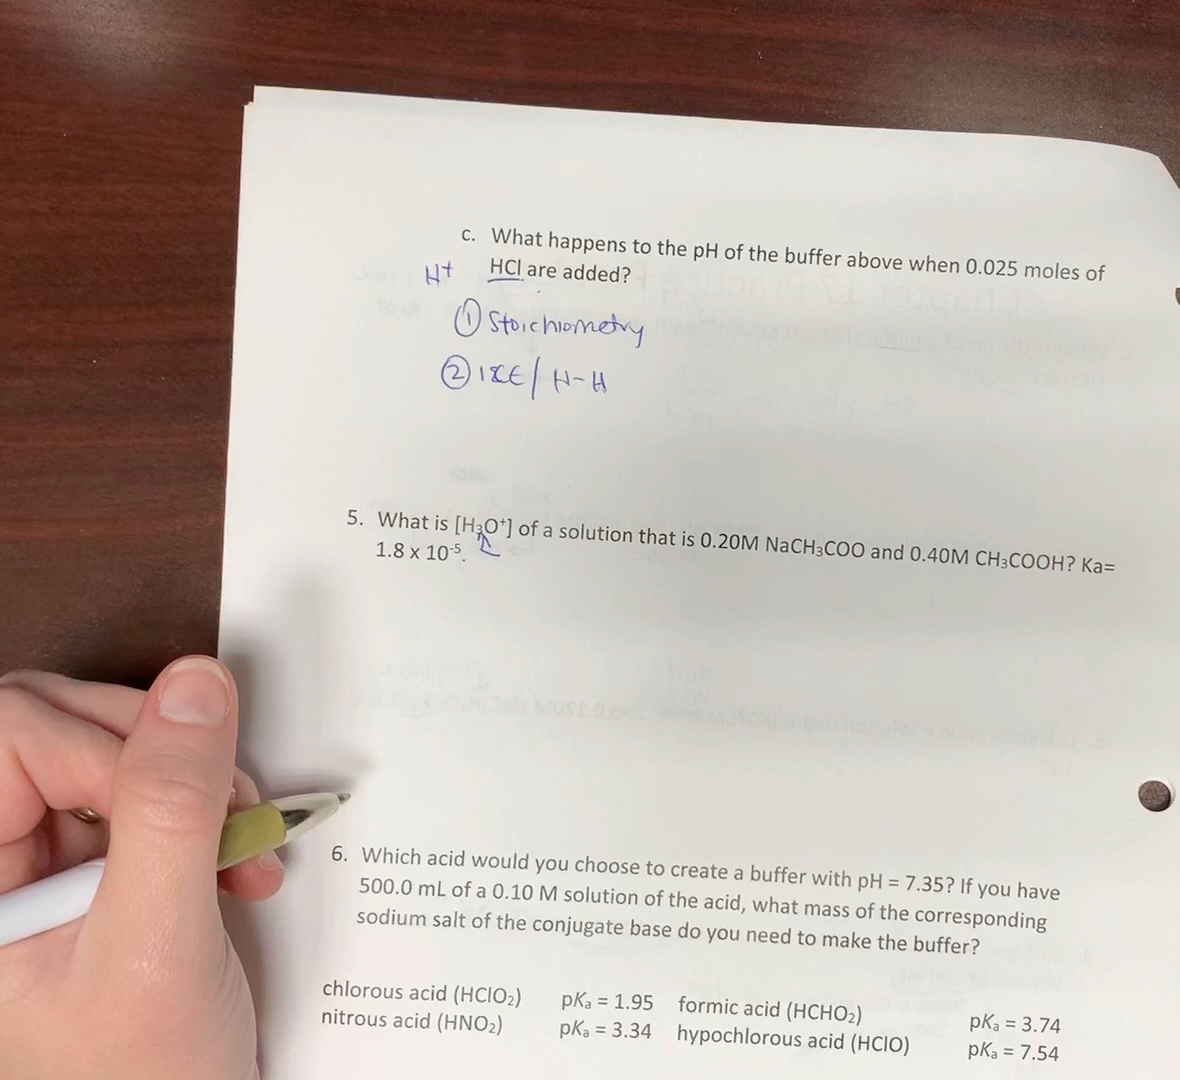 c. What happens to the pH of the buffer above when 0.025 moles of
H⁺ HCl are added?
① Stoichiometry
② ICE / H-H
5. What is [H₃O⁺] of a solution that is 0.20M NaCH₃COO and 0.40M CH₃COOH? Ka=
1.8 x 10⁻⁵.
6. Which acid would you choose to create a buffer with pH = 7.35? If you have
500.0 mL of a 0.10 M solution of the acid, what mass of the corresponding
sodium salt of the conjugate base do you need to make the buffer?
chlorous acid (HClO₂) pKₐ = 1.95 formic acid (HCHO₂) pKₐ = 3.74
nitrous acid (HNO₂) pKₐ = 3.34 hypochlorous acid (HClO) pKₐ = 7.54